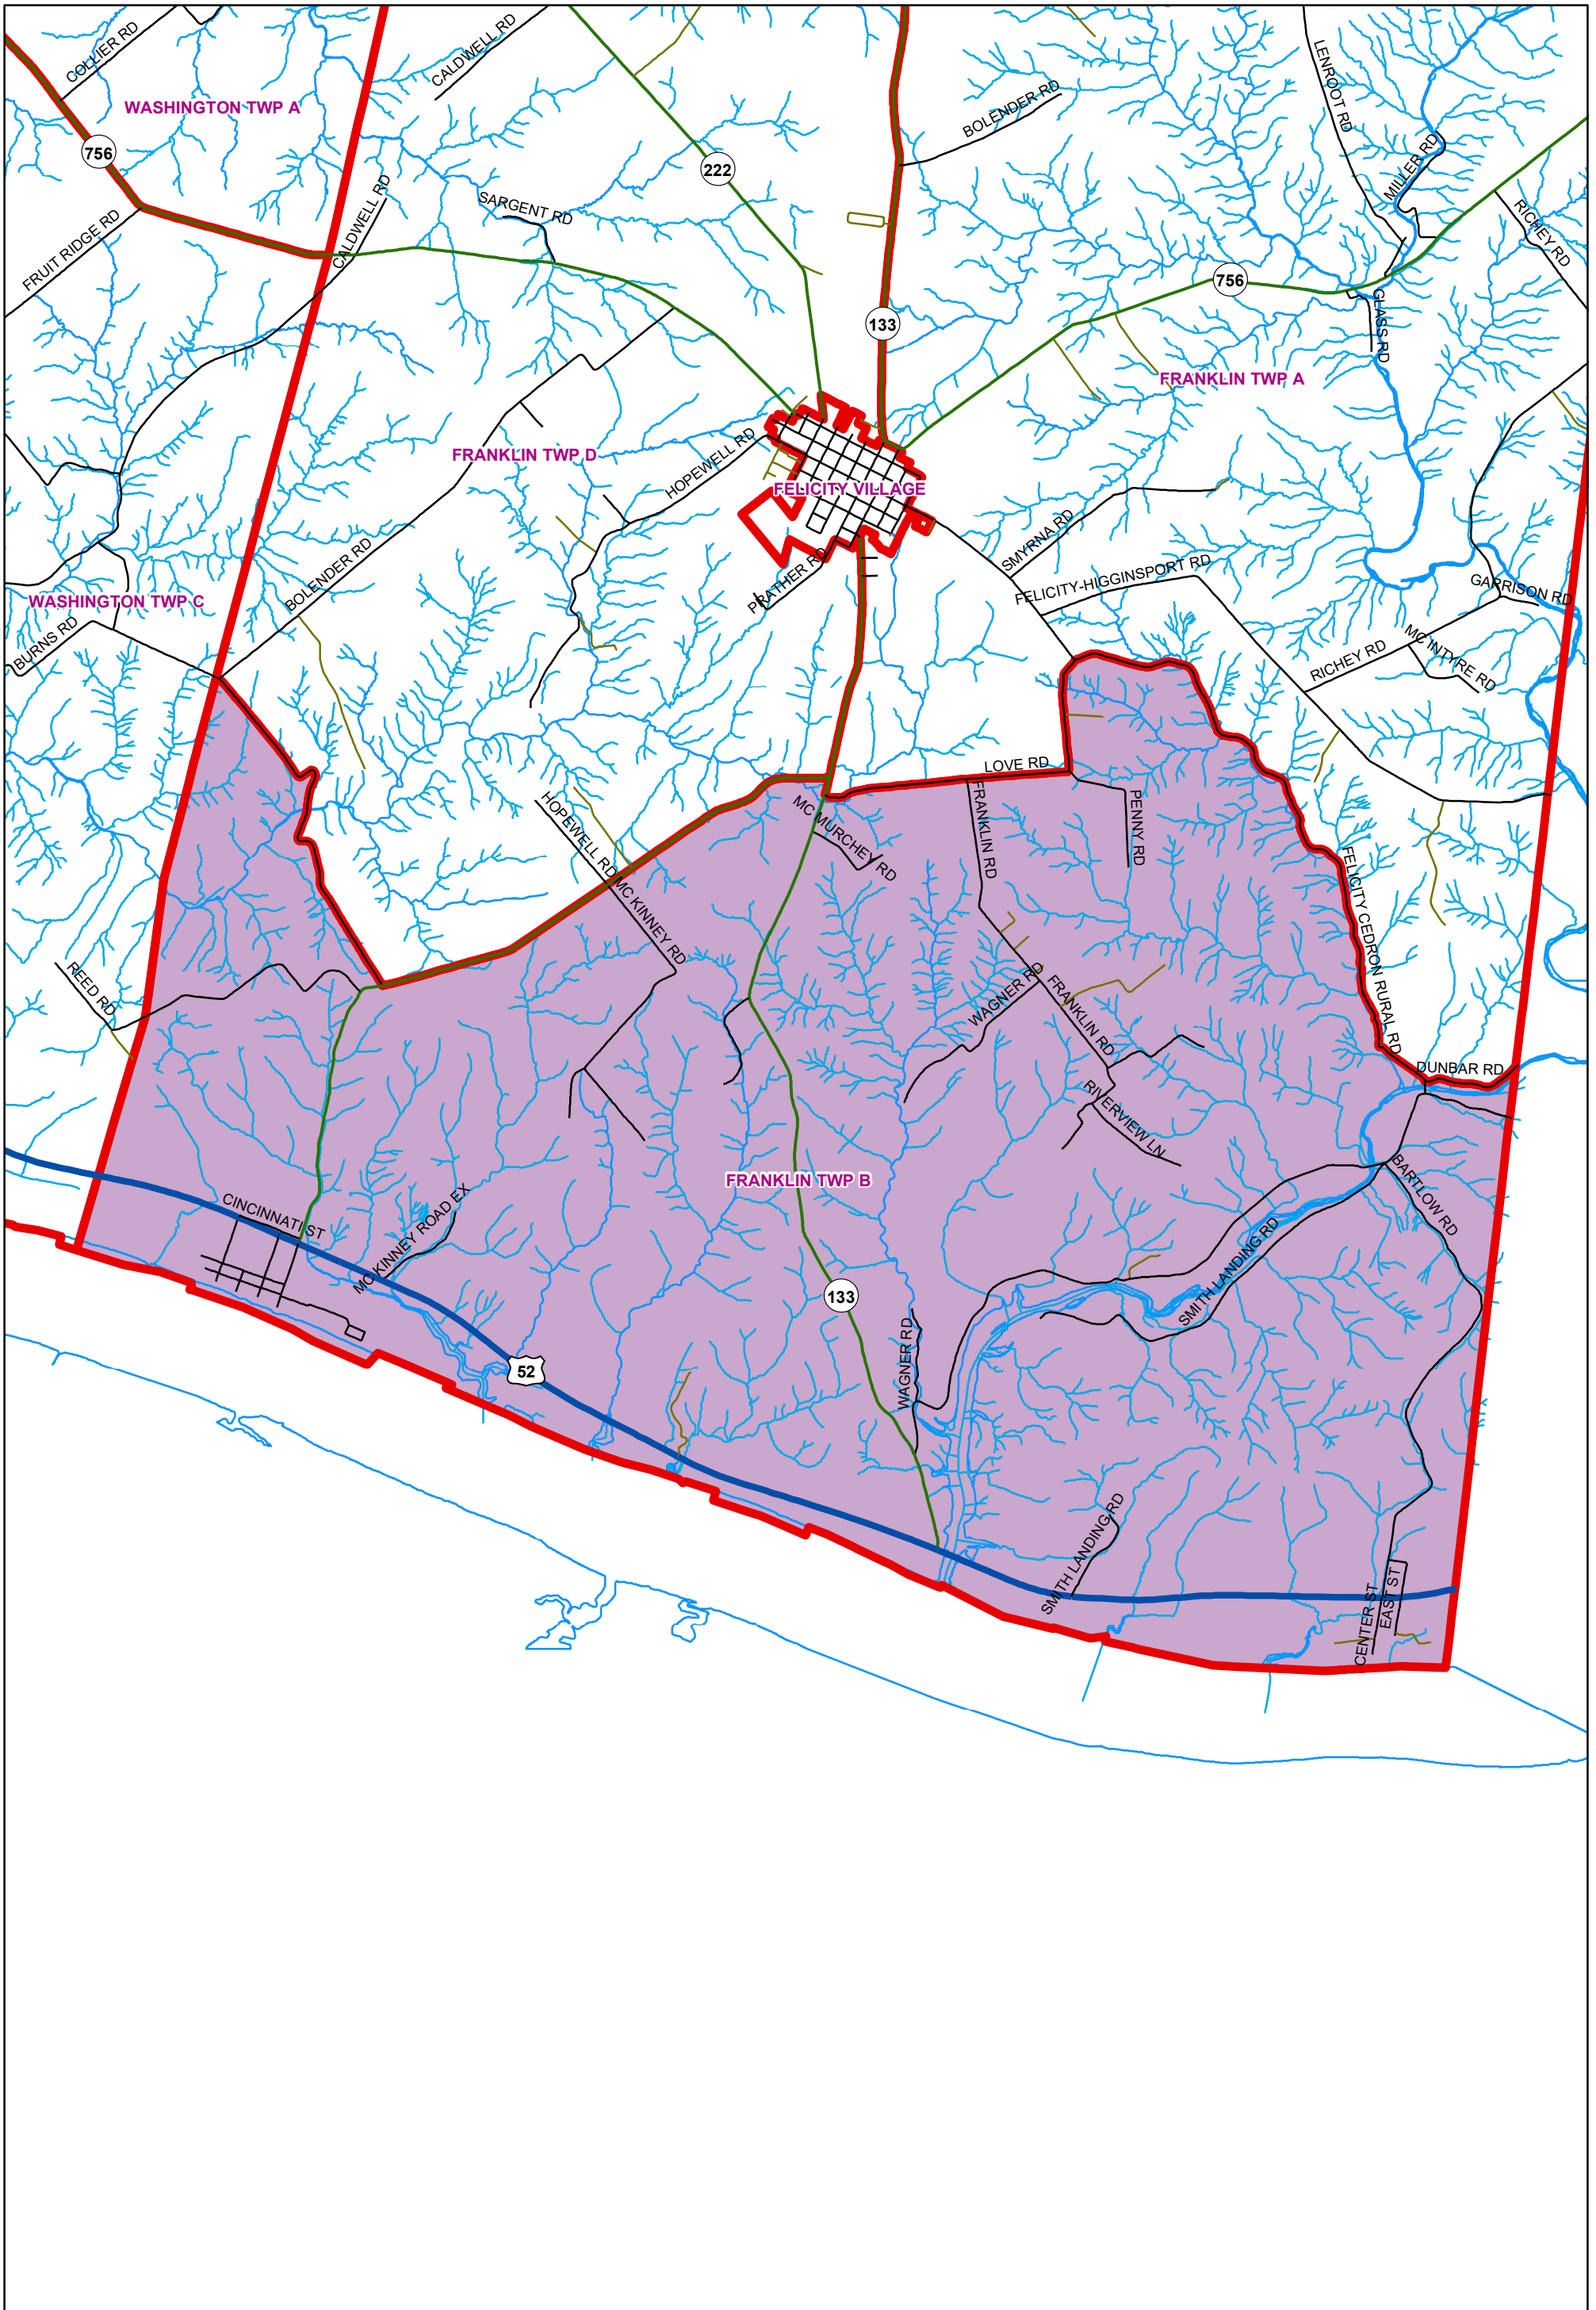 COLLIER RD
CALDWELL RD
WASHINGTON TWP A
756
222
BOLENDER RD
LENROOT RD
MILLER RD
RICHEY RD
FRUIT RIDGE RD
CALDWELL RD
SARGENT RD
133
756
GLASS RD
FRANKLIN TWP A
FRANKLIN TWP D
HOPEWELL RD
FELICITY VILLAGE
SMYRNA RD
FELICITY-HIGGINSPORT RD
GARRISON RD
BOLENDER RD
PRATHER RD
WASHINGTON TWP C
BURNS RD
RICHEY RD
MC INTYRE RD
LOVE RD
HOPEWELL RD
MC MURCHEY RD
FRANKLIN RD
PENNY RD
MC KINNEY RD
FELICITY CEDRON RURAL RD
REED RD
WAGNER RD
FRANKLIN RD
DUNBAR RD
RIVERVIEW LN
FRANKLIN TWP B
BARTLOW RD
CINCINNATI ST
MC KINNEY ROAD EX
SMITH LANDING RD
133
52
WAGNER RD
SMITH LANDING RD
CENTER ST
EAST ST